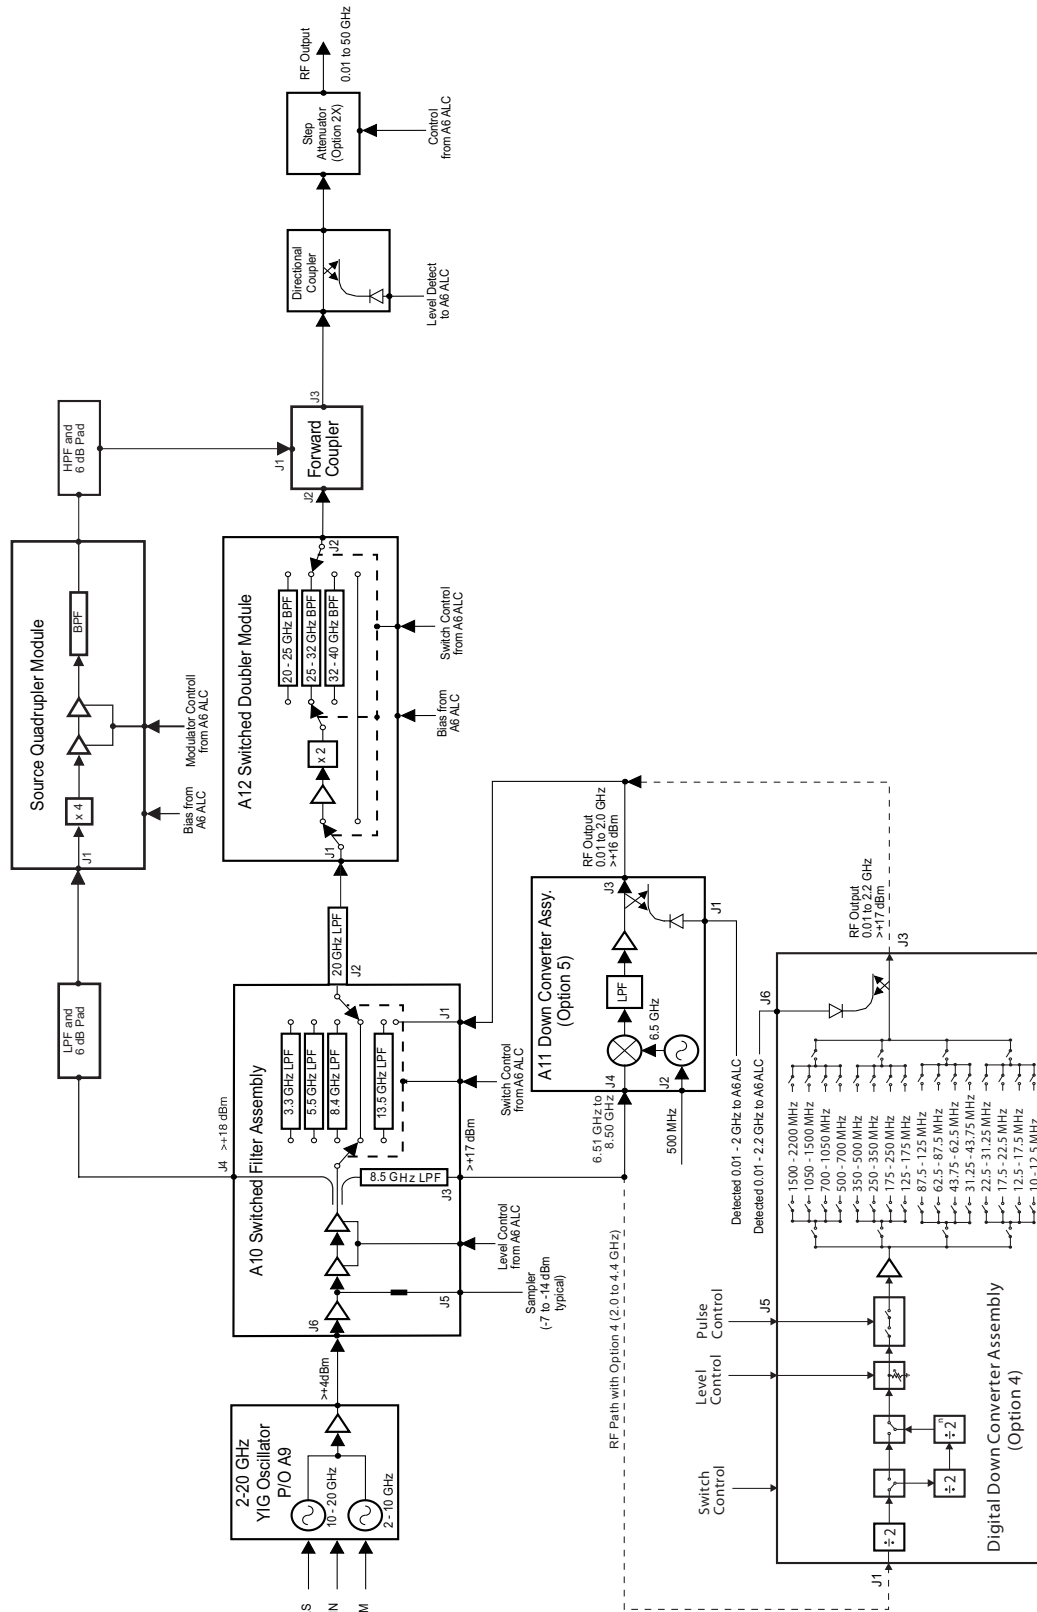 RF Output
0.01 to 50 GHz
Step
Attenuator
(Option 2X)
Control
from A6 ALC
Directional
Coupler
Level Detect
to A6 ALC
J3
Forward
Coupler
J1
J2
HPF and
6 dB Pad
Source Quadrupler Module
BPF
x 4
J1
Modulator Controll
from A6 ALC
Bias from
A6 ALC
LPF and
6 dB Pad
A12 Switched Doubler Module
J2
20 - 25 GHz BPF
25 - 32 GHz BPF
32 - 40 GHz BPF
x 2
J1
Switch Control
from A6 ALC
Bias from
A6 ALC
20 GHz LPF
J2
A10 Switched Filter Assembly
3.3 GHz LPF
5.5 GHz LPF
8.4 GHz LPF
13.5 GHz LPF
J1
Switch Control
from A6 ALC
J4
>+18 dBm
8.5 GHz LPF
J3
>+17 dBm
Level Control
from A6 ALC
J5
Sampler
(-7 to -14 dBm
typical)
J6
>+4dBm
2-20 GHz
YIG Oscillator
P/O A9
10 - 20 GHz
2 - 10 GHz
S
IN
M
A11 Down Converter Assy.
(Option 5)
RF Output
0.01 to 2.0 GHz
>+16 dBm
J3
J1
LPF
6.5 GHz
J4
J2
6.51 GHz to
8.50 GHz
500 MHz
Detected 0.01 - 2 GHz to A6 ALC
Detected 0.01 - 2.2 GHz to A6 ALC
RF Path with Option 4 (2.0 to 4.4 GHz)
RF Output
0.01 to 2.2 GHz
>+17 dBm
J3
J6
1500 - 2200 MHz
1050 - 1500 MHz
700 - 1050 MHz
500 - 700 MHz
350 - 500 MHz
250 - 350 MHz
175 - 250 MHz
125 - 175 MHz
87.5 - 125 MHz
62.5 - 87.5 MHz
43.75 - 62.5 MHz
31.25 - 43.75 MHz
22.5 - 31.25 MHz
17.5 - 22.5 MHz
12.5 - 17.5 MHz
10 - 12.5 MHz
J5
Pulse
Control
Level
Control
Switch
Control
÷2
÷2
÷2 n
J1
Digital Down Converter Assembly
(Option 4)